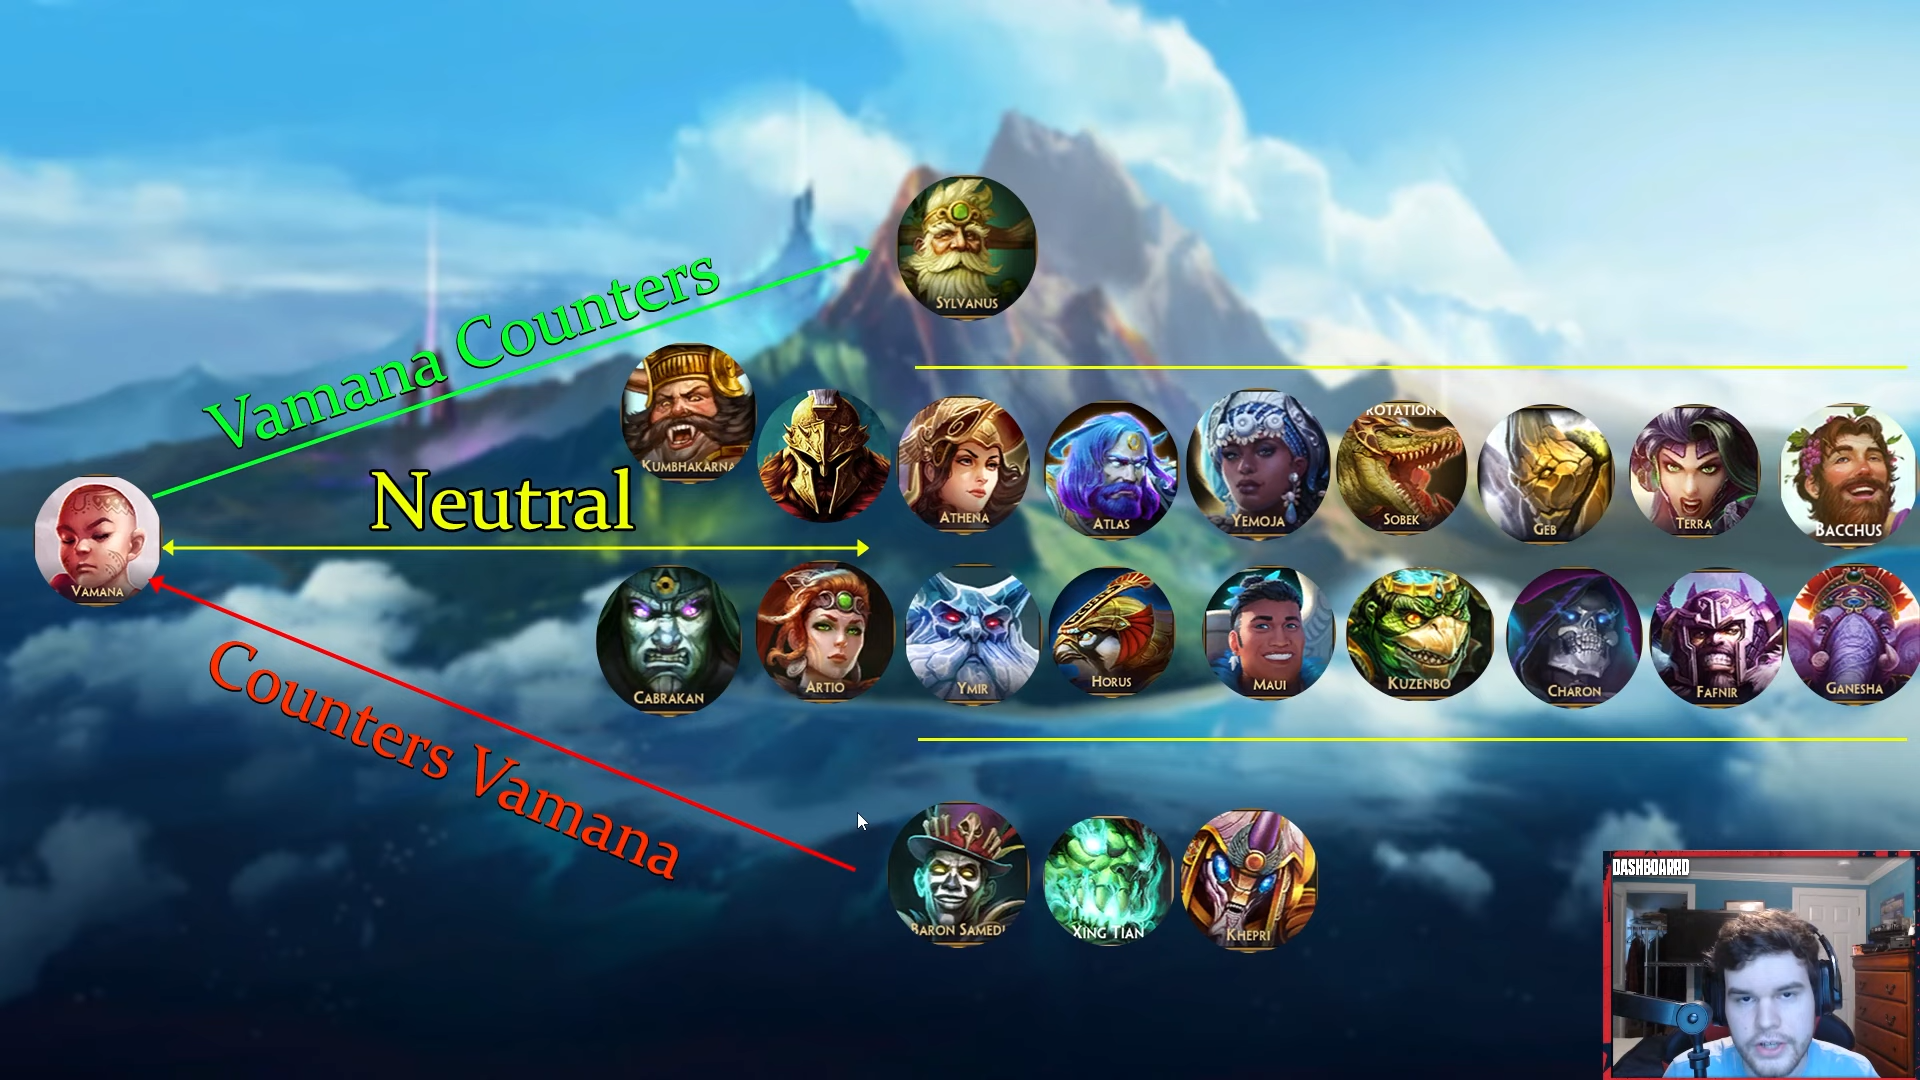 SYLVANUS
Vamana Counters
KUMBHAKARNA
ATHENA
ATLAS
YEMOJA
ROTATION
SOBEK
GEB
TERRA
BACCHUS
Neutral
VAMANA
CABRAKAN
ARTIO
YMIR
HORUS
MAUI
KUZENBO
CHARON
FAFNIR
GANESHA
Counters Vamana
BARON SAMEDI
XING TIAN
KHEPRI
DASHBOARRD